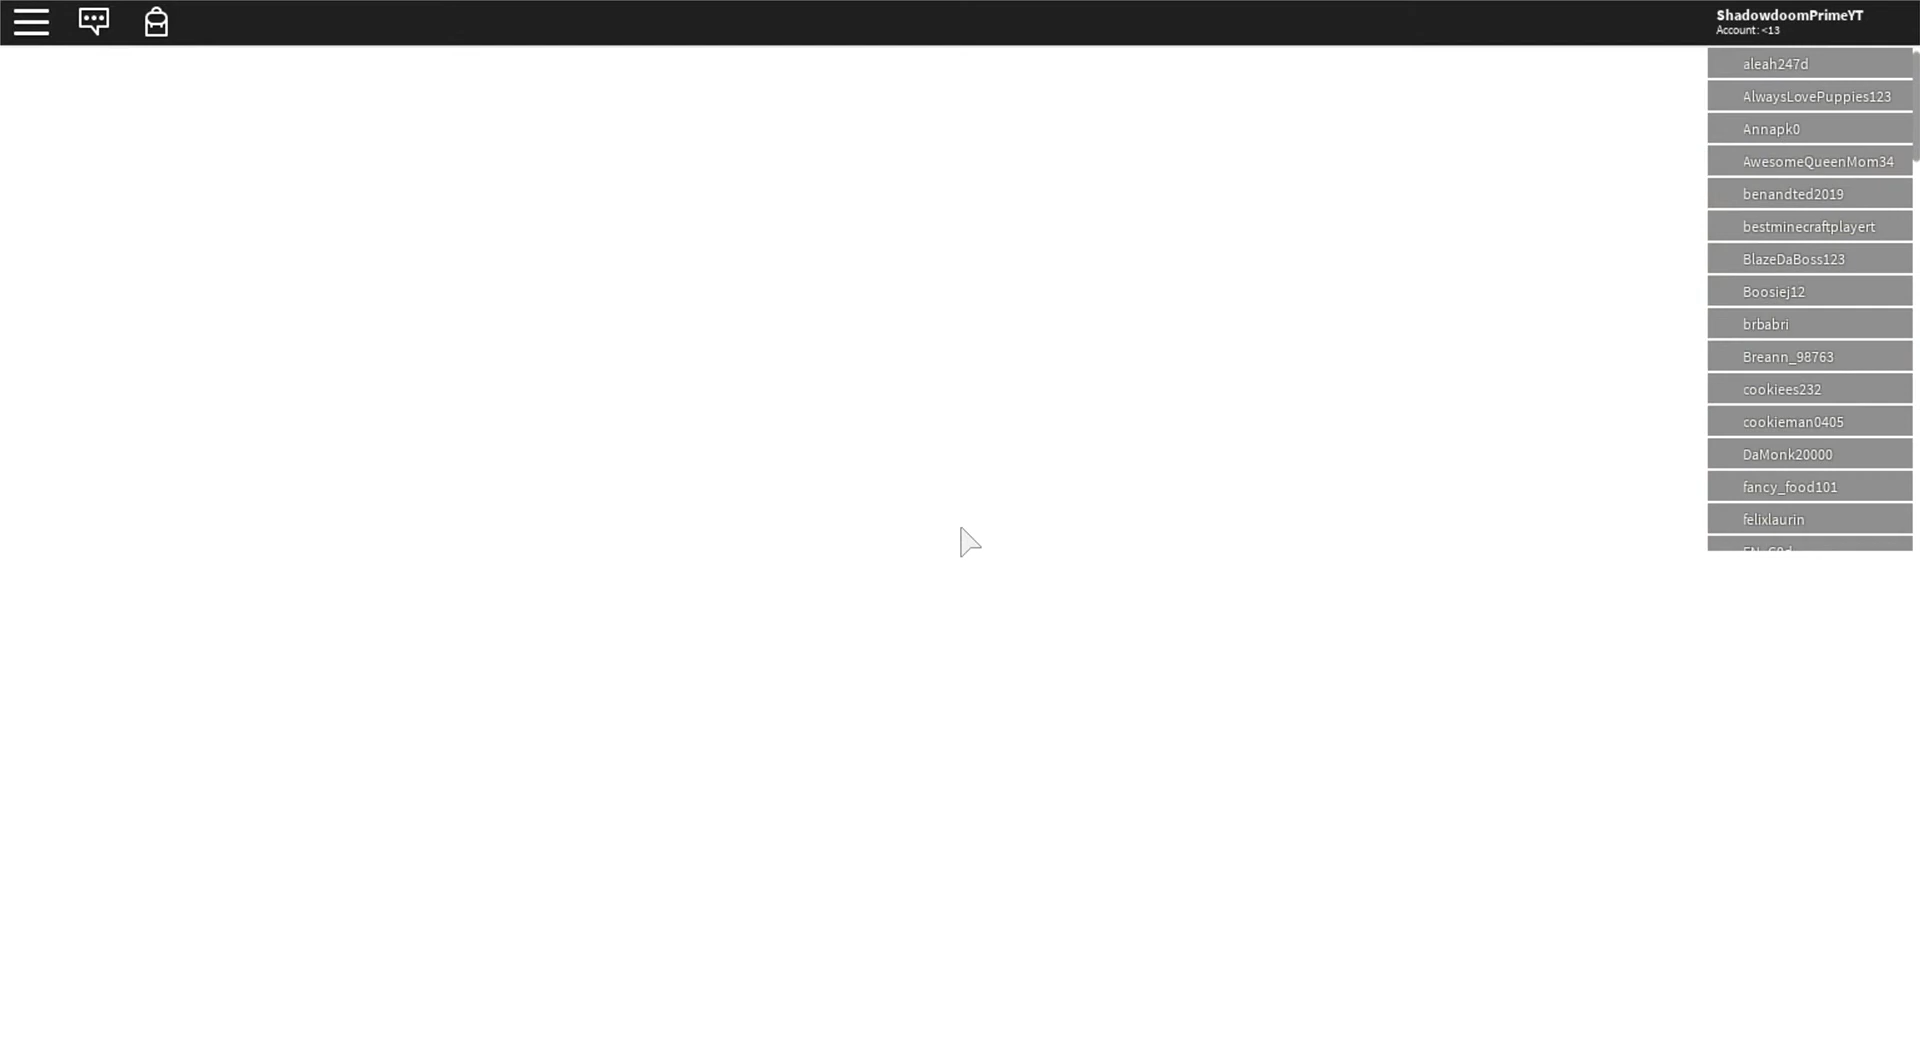 ShadowdoomPrimeYT
Account: <13
aleah247d
AlwaysLovePuppies123
Annapk0
AwesomeQueenMom34
benandted2019
bestminecraftplayert
BlazeDaBoss123
Boosiej12
brbabri
Breann_98763
cookiees232
cookieman0405
DaMonk20000
fancy_food101
felixlaurin